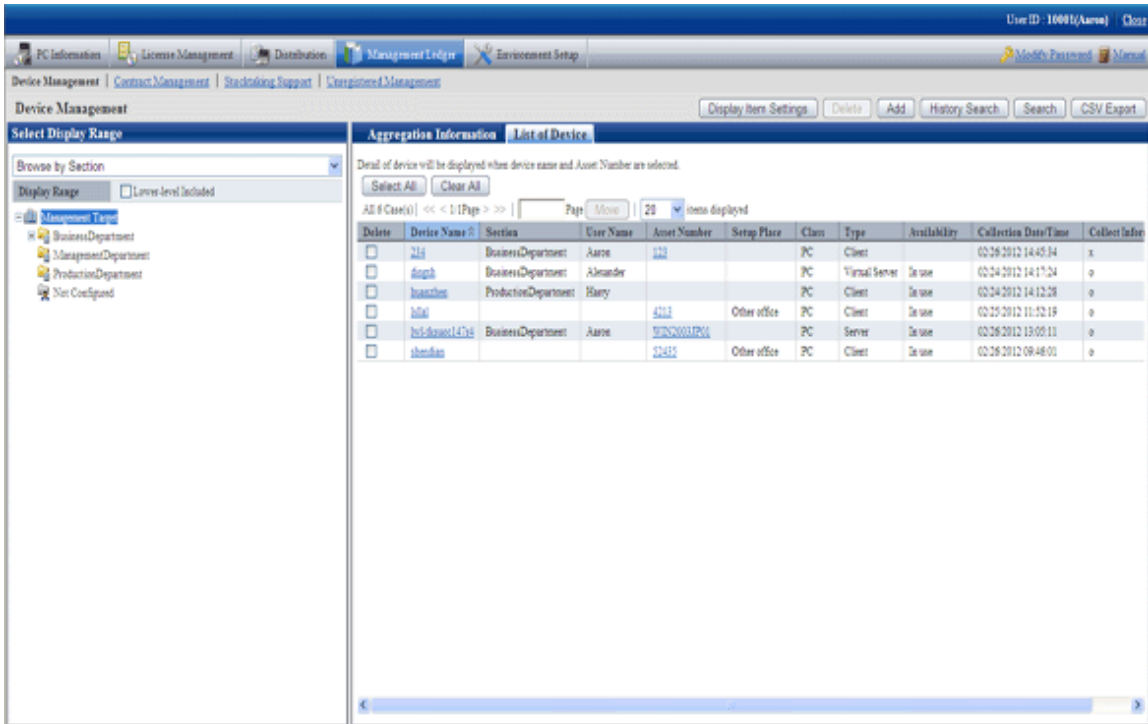 User ID : 10001(Aaron) Close
PC Information License Management Distribution Management Ledger Environment Setup Modify Password Manual
Device Management | Contract Management | Stocktaking Support | Unregistered Management
Device Management Display Item Settings Delete Add History Search Search CSV Export
Select Display Range
Browse by Section
Display Range Lower-level Included
Management Target
BusinessDepartment
ManagementDepartment
ProductionDepartment
Not Configured
Aggregation Information List of Device
Detail of device will be displayed when device name and Asset Number are selected.
Select All Clear All
All 6 Case(s) | << < 1/1Page > >> | Page Move | 20 items displayed
Delete Device Name Section User Name Asset Number Setup Place Class Type Availability Collection Date/Time Collect Infor
234 BusinessDepartment Aaron 123 PC Client 02/26/2012 14:45:34 x
BusinessDepartment Alexander PC Virtual Server In use 02/24/2012 14:17:24 o
huanzhen ProductionDepartment Harry PC Client In use 02/24/2012 14:12:28 o
4213 Other office PC Client In use 02/25/2012 11:52:19 o
BusinessDepartment Aaron WIN2003JP01 PC Server In use 02/26/2012 13:05:11 o
shendian 52435 Other office PC Client In use 02/26/2012 09:46:01 o